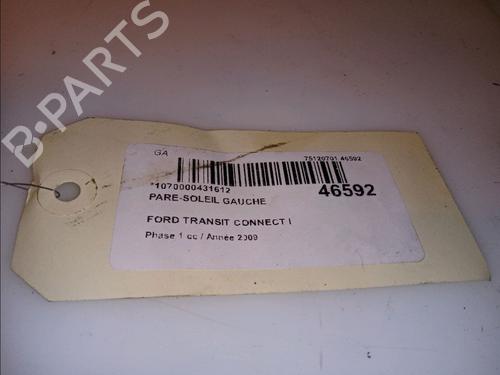 B-PARTS
GA
75120701 46592
*1070000431612
46592
PARE-SOLEIL GAUCHE
FORD TRANSIT CONNECT I
Phase 1 cc / Année 2009